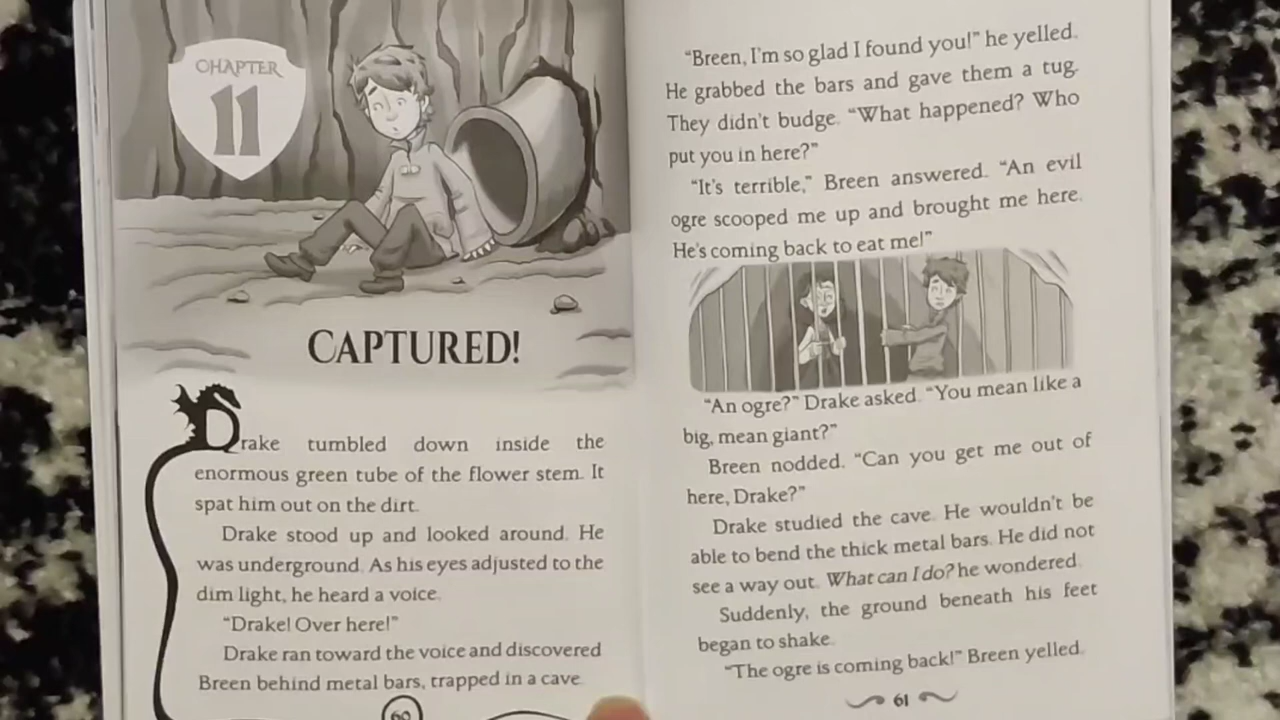 CHAPTER
11
CAPTURED!
Drake tumbled down inside the
enormous green tube of the flower stem. It
spat him out on the dirt.
Drake stood up and looked around. He
was underground. As his eyes adjusted to the
dim light, he heard a voice.
“Drake! Over here!”
Drake ran toward the voice and discovered
Breen behind metal bars, trapped in a cave.
60
“Breen, I’m so glad I found you!” he yelled.
He grabbed the bars and gave them a tug.
They didn’t budge. “What happened? Who
put you in here?”
“It’s terrible,” Breen answered. “An evil
ogre scooped me up and brought me here.
He’s coming back to eat me!”
“An ogre?” Drake asked. “You mean like a
big, mean giant?”
Breen nodded. “Can you get me out of
here, Drake?”
Drake studied the cave. He wouldn’t be
able to bend the thick metal bars. He did not
see a way out. What can I do? he wondered.
Suddenly, the ground beneath his feet
began to shake.
“The ogre is coming back!” Breen yelled.
61